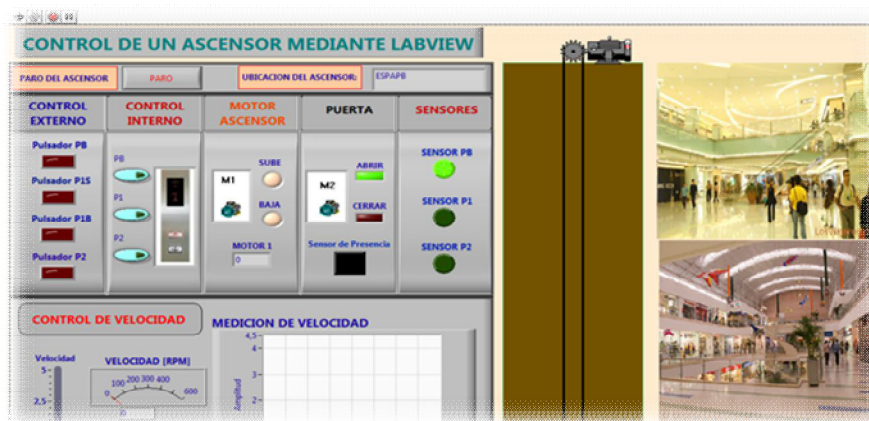 CONTROL DE UN ASCENSOR MEDIANTE LABVIEW
PARO DEL ASCENSOR
PARO
UBICACION DEL ASCENSOR:
ESPAPB
CONTROL EXTERNO
CONTROL INTERNO
MOTOR ASCENSOR
PUERTA
SENSORES
Pulsador PB
Pulsador P1S
Pulsador P1B
Pulsador P2
PB
P1
P2
M1
SUBE
BAJA
MOTOR 1
0
M2
ABRIR
CERRAR
Sensor de Presencia
SENSOR PB
SENSOR P1
SENSOR P2
CONTROL DE VELOCIDAD
Velocidad
5-
2,5-
VELOCIDAD [RPM]
0 100 200 300 400 600
MEDICION DE VELOCIDAD
Amplitud
4,5-
4-
3-
2-